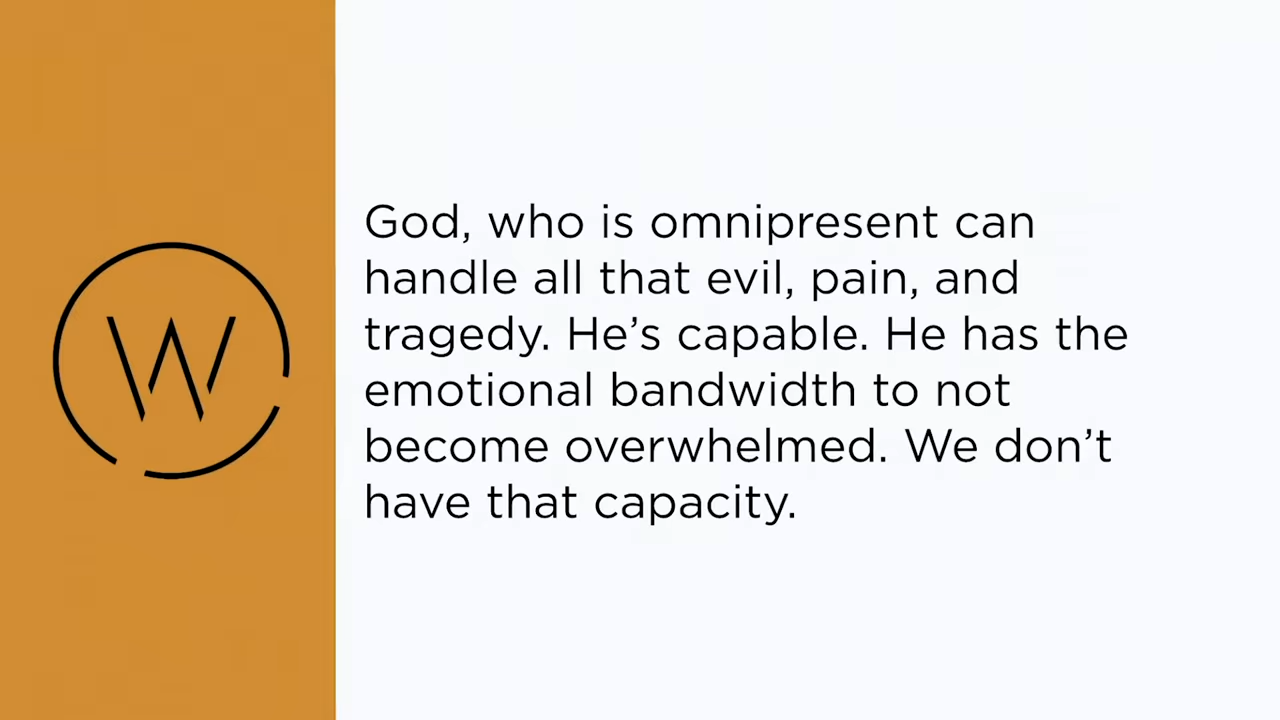 W
God, who is omnipresent can
handle all that evil, pain, and
tragedy. He’s capable. He has the
emotional bandwidth to not
become overwhelmed. We don’t
have that capacity.